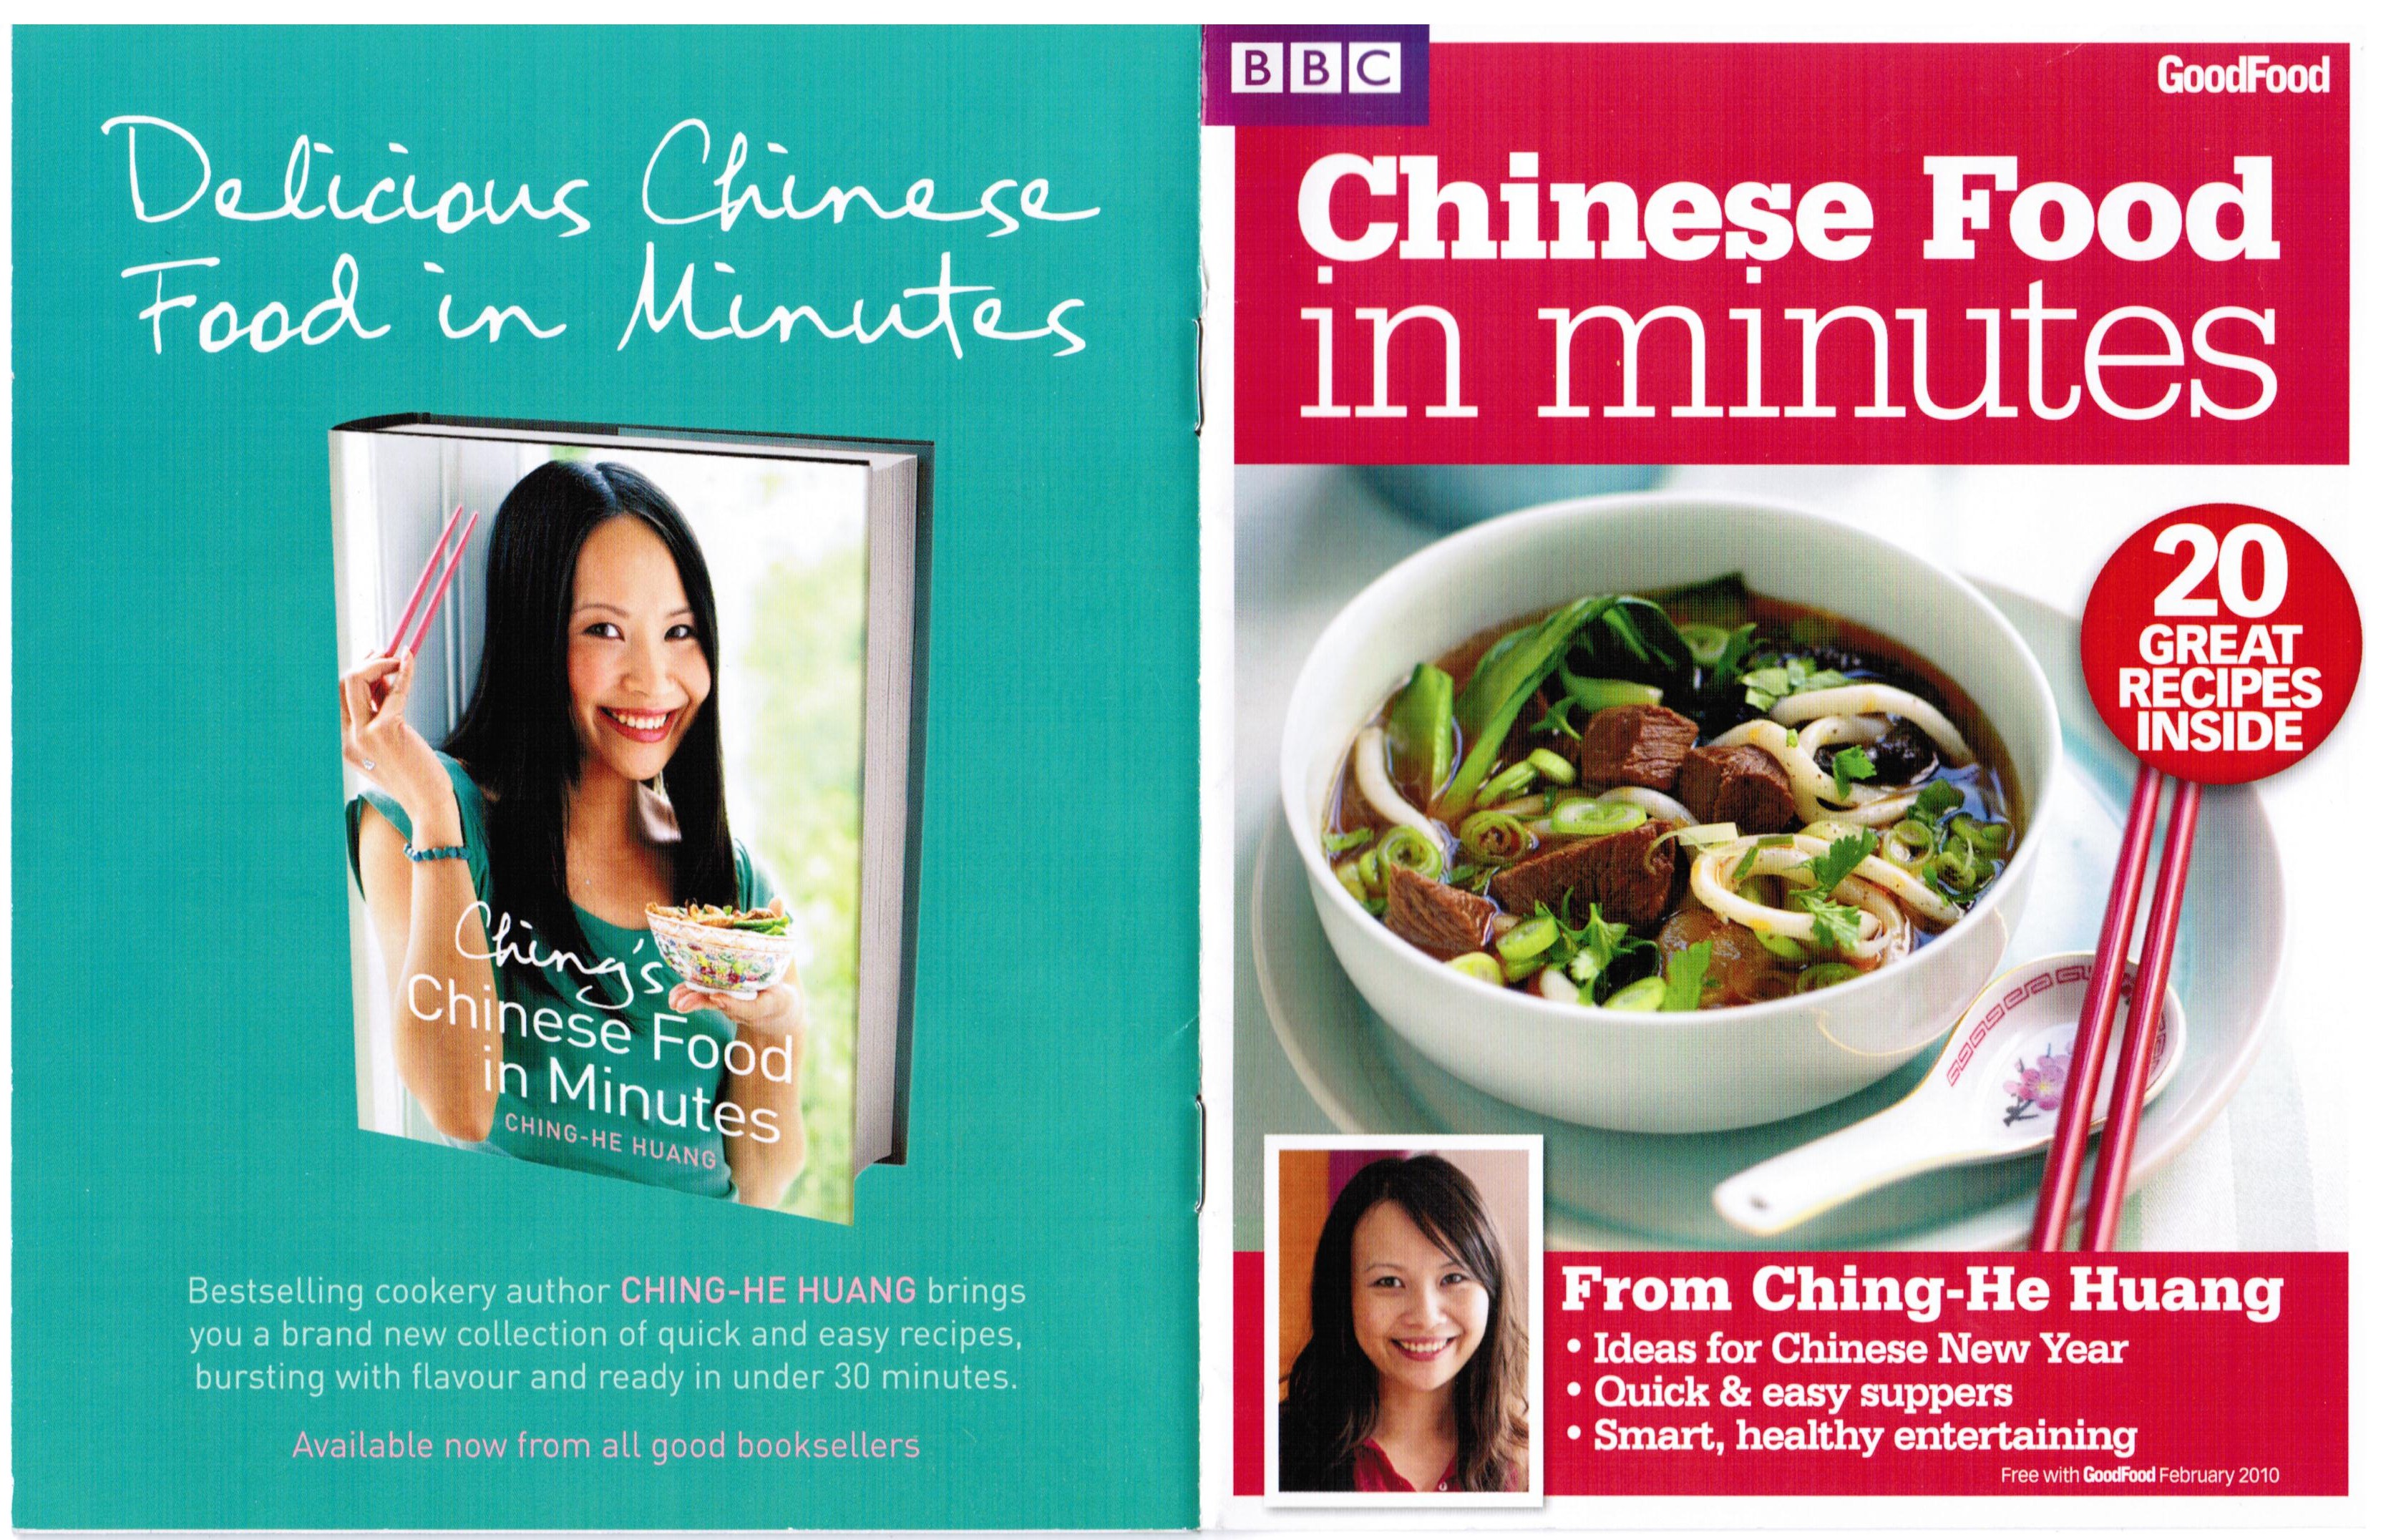 Delicious Chinese
Food in Minutes
Ching's
Chinese Food
in Minutes
CHING-HE HUANG
Bestselling cookery author CHING-HE HUANG brings
you a brand new collection of quick and easy recipes,
bursting with flavour and ready in under 30 minutes.
Available now from all good booksellers
BBC
GoodFood
Chinese Food
in minutes
20
GREAT
RECIPES
INSIDE
From Ching-He Huang
• Ideas for Chinese New Year
• Quick & easy suppers
• Smart, healthy entertaining
Free with GoodFood February 2010